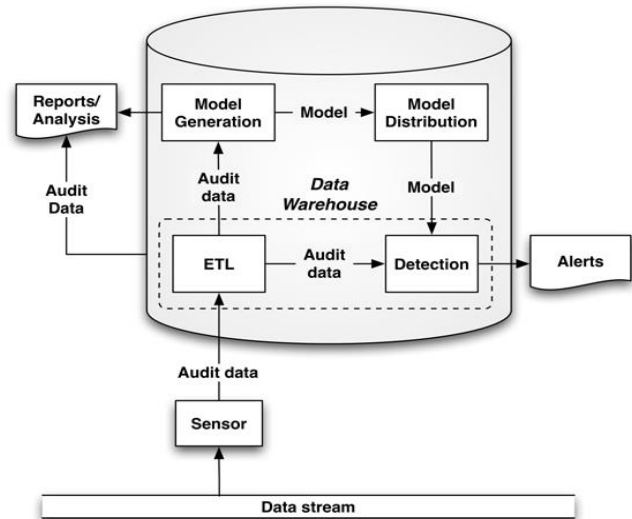 Reports/
Analysis
Model
Generation
Model
Model
Distribution
Audit
Data
Audit
data
Data
Warehouse
Model
ETL
Audit
data
Detection
Alerts
Audit data
Sensor
Data stream